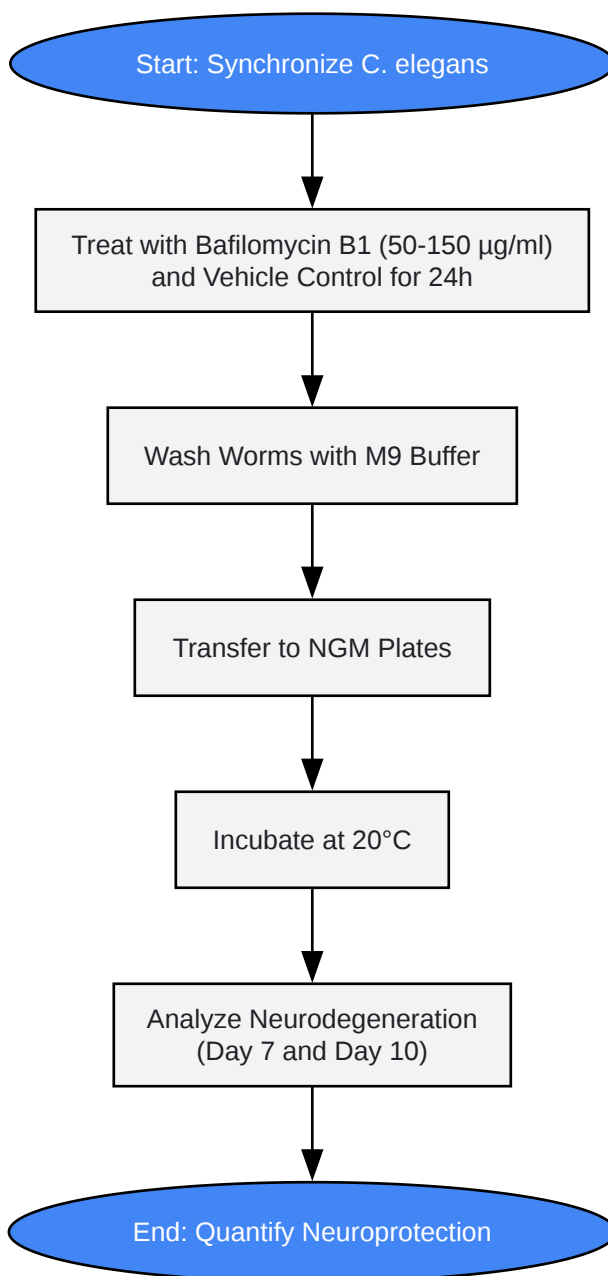 Start: Synchronize C. elegans
Treat with Bafilomycin B1 (50-150 µg/ml)
and Vehicle Control for 24h
Wash Worms with M9 Buffer
Transfer to NGM Plates
Incubate at 20°C
Analyze Neurodegeneration
(Day 7 and Day 10)
End: Quantify Neuroprotection